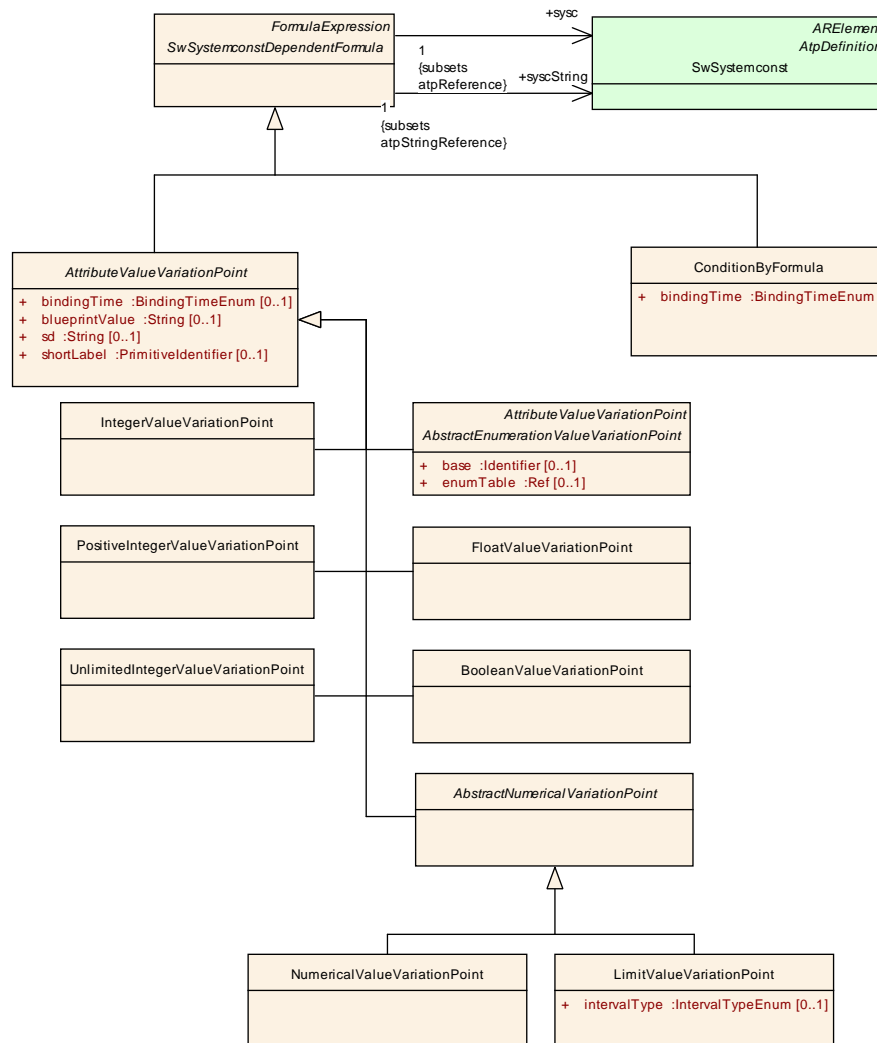 FormulaExpression
SwSystemconstDependentFormula
+sysc
1
{subsets
atpReference}
+syscString
1
{subsets
atpStringReference}
ARElemen
AtpDefinition
SwSystemconst
AttributeValueVariationPoint
+ bindingTime :BindingTimeEnum [0..1]
+ blueprintValue :String [0..1]
+ sd :String [0..1]
+ shortLabel :PrimitiveIdentifier [0..1]
ConditionByFormula
+ bindingTime :BindingTimeEnum
IntegerValueVariationPoint
AttributeValueVariationPoint
AbstractEnumerationValueVariationPoint
+ base :Identifier [0..1]
+ enumTable :Ref [0..1]
PositiveIntegerValueVariationPoint
FloatValueVariationPoint
UnlimitedIntegerValueVariationPoint
BooleanValueVariationPoint
AbstractNumericalVariationPoint
NumericalValueVariationPoint
LimitValueVariationPoint
+ intervalType :IntervalTypeEnum [0..1]